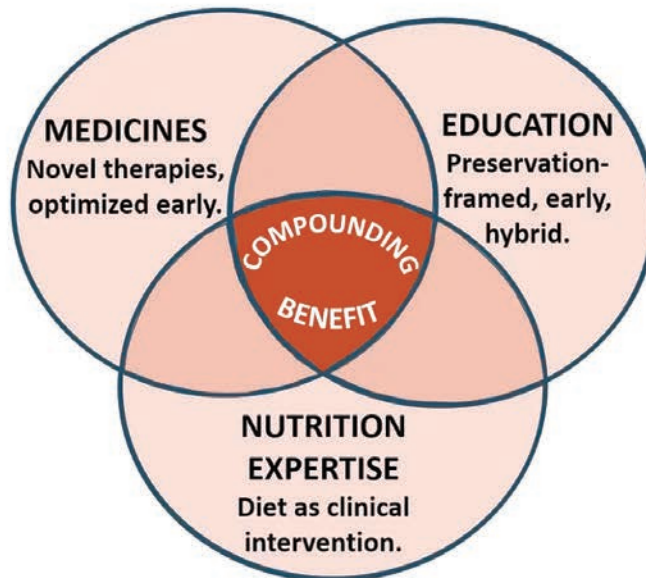 MEDICINES
Novel therapies,
optimized early.
EDUCATION
Preservation-
framed, early,
hybrid.
COMPOUNDING
BENEFIT
NUTRITION
EXPERTISE
Diet as clinical
intervention.